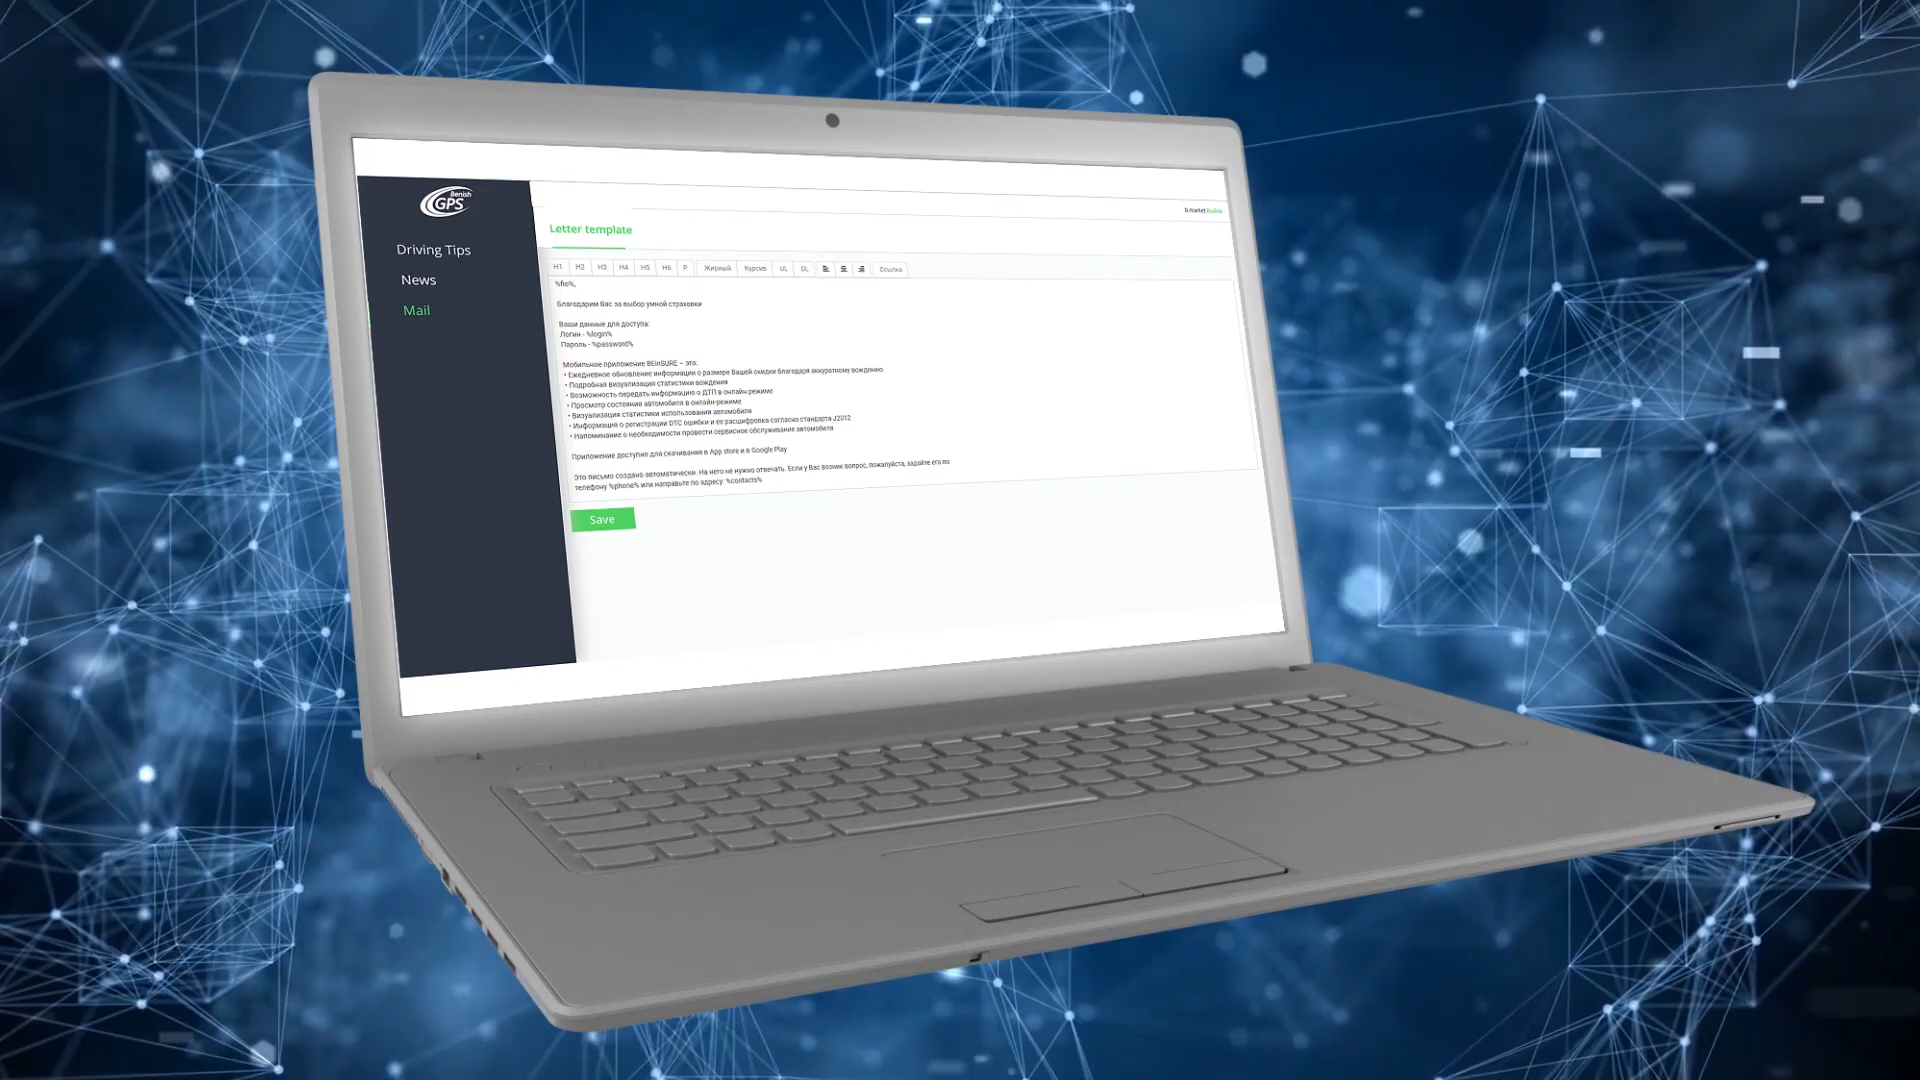 Benish
GPS
Driving Tips
News
Mail
Letter template
H1 H2 H3 H4 H5 H6 P Жирный Курсив UL OL Ссылка
%fio%,
Благодарим Вас за выбор умной страховки
Ваши данные для доступа:
Логин - %login%
Пароль - %password%
Мобильное приложение BEinSURE – это:
• Ежедневное обновление информации о размере Вашей скидки благодаря аккуратному вождению
• Подробная визуализация статистики вождения
• Возможность передать информацию о ДТП в онлайн режиме
• Просмотр состояния автомобиля в онлайн-режиме
• Визуализация статистики использования автомобиля
• Информация о регистрации DTC ошибки и ее расшифровка согласно стандарта J2012
• Напоминание о необходимости провести сервисное обслуживание автомобиля
Приложение доступно для скачивания в App store и в Google Play
Это письмо создано автоматически. На него не нужно отвечать. Если у Вас возник вопрос, пожалуйста, задайте его по
телефону %phone% или направьте по адресу: %contacts%
Save